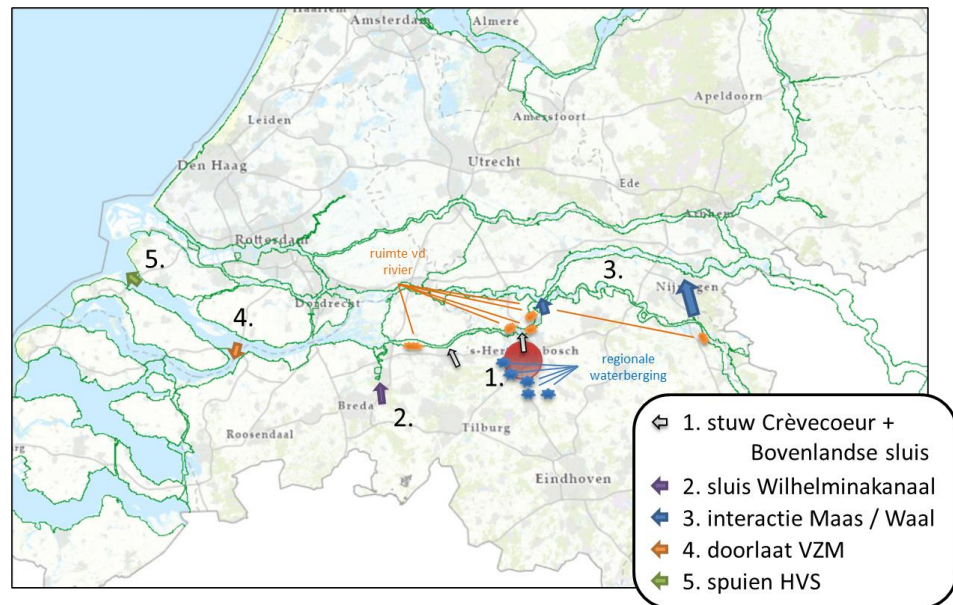 Haarlem
Amsterdam
Almere
Apeldoorn
Leiden
Amersfoort
Den Haag
Utrecht
Ede
Arnhem
Rotterdam
ruimte vd
rivier
5.
3.
Nijmegen
Dordrecht
4.
s-Hertogenbosch
1.
regionale
waterberging
Breda
2.
Roosendaal
Tilburg
Eindhoven
1. stuw Crèvecoeur +
Bovenlandse sluis
2. sluis Wilhelminakanaal
3. interactie Maas / Waal
4. doorlaat VZM
5. spuien HVS